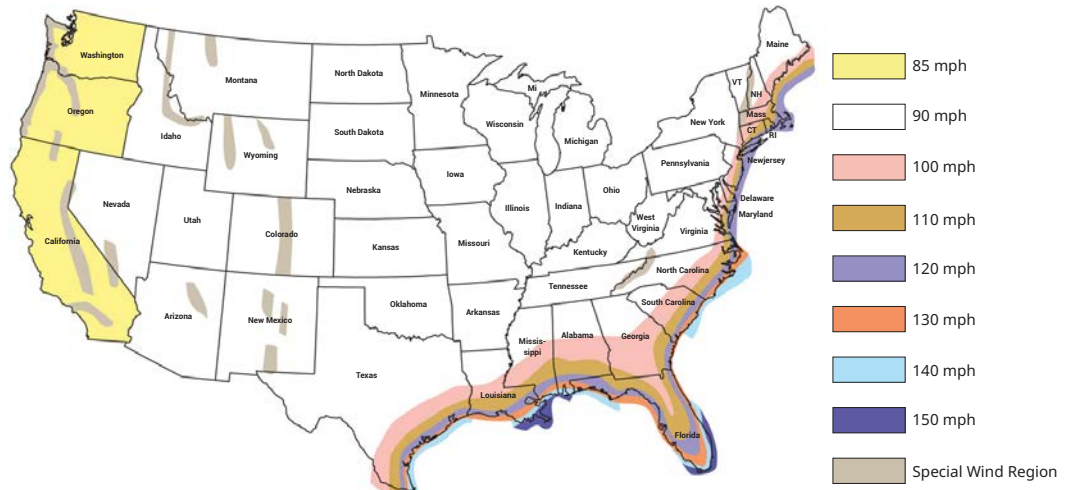 Washington
Oregon
California
Nevada
Idaho
Montana
Wyoming
Utah
Colorado
Arizona
New Mexico
North Dakota
South Dakota
Nebraska
Kansas
Oklahoma
Texas
Minnesota
Iowa
Missouri
Arkansas
Louisiana
Wisconsin
Mi
Michigan
Illinois
Indiana
Ohio
Kentucky
Tennessee
Missis-
sippi
Alabama
Georgia
Florida
South Carolina
North Carolina
Virginia
West
Virginia
Pennsylvania
New York
VT
NH
Maine
Mass
CT
RI
Newjersey
Delaware
Maryland
85 mph
90 mph
100 mph
110 mph
120 mph
130 mph
140 mph
150 mph
Special Wind Region